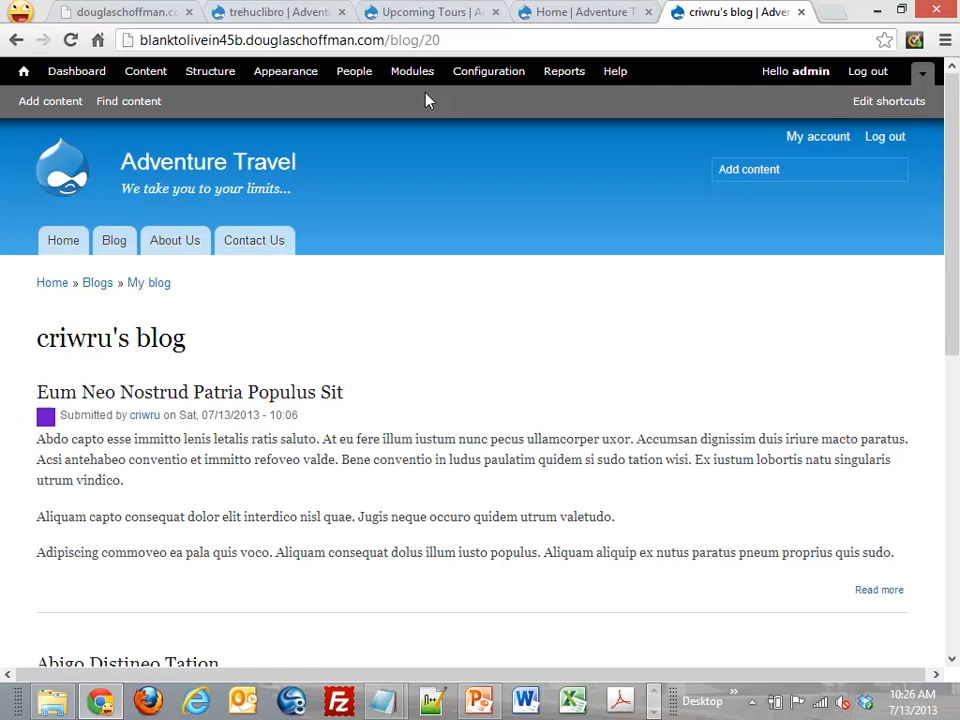 douglaschoffman.cc
trehuclibro | Advent
Upcoming Tours | A
Home | Adventure T
criwru's blog | Adver
blanktolivein45b.douglaschoffman.com/blog/20
Dashboard Content Structure Appearance People Modules Configuration Reports Help Hello admin Log out
Add content Find content Edit shortcuts
My account Log out
Adventure Travel
Add content
We take you to your limits...
Home Blog About Us Contact Us
Home » Blogs » My blog
criwru's blog
Eum Neo Nostrud Patria Populus Sit
Submitted by criwru on Sat, 07/13/2013 - 10:06
Abdo capto esse immitto lenis letalis ratis saluto. At eu fere illum iustum nunc pecus ullamcorper uxor. Accumsan dignissim duis iriure macto paratus.
Acsi antehabeo conventio et immitto refoveo valde. Bene conventio in ludus paulatim quidem si sudo tation wisi. Ex iustum lobortis natu singularis
utrum vindico.
Aliquam capto consequat dolor elit interdico nisl quae. Jugis neque occuro quidem utrum valetudo.
Adipiscing commoveo ea pala quis voco. Aliquam consequat dolus illum iusto populus. Aliquam aliquip ex nutus paratus pneum proprius quis sudo.
Read more
Abigo Distineo Tation
Desktop
10:26 AM
7/13/2013